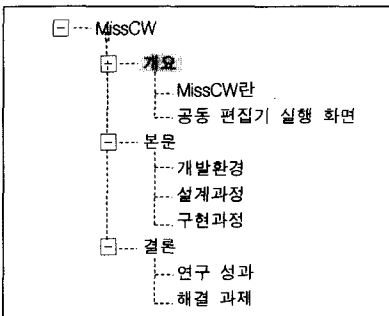 MissCW
개요
MissCW란
공동 편집기 실행 화면
본문
개발환경
설계과정
구현과정
결론
연구 성과
해결 과제